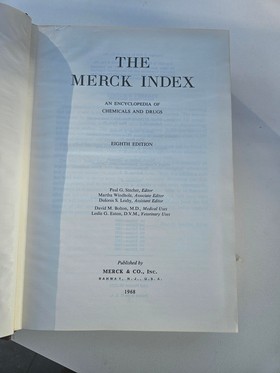 THE
MERCK INDEX
AN ENCYCLOPEDIA OF
CHEMICALS AND DRUGS
EIGHTH EDITION
Paul G. Stecher, Editor
Martha Windholz, Associate Editor
Dolores S. Leahy, Assistant Editor
David M. Bolton, M.D., Medical Uses
Leslie G. Eaton, D.V.M., Veterinary Uses
Published by
MERCK & CO., Inc.
RAHWAY, N.J., U.S.A.
1968